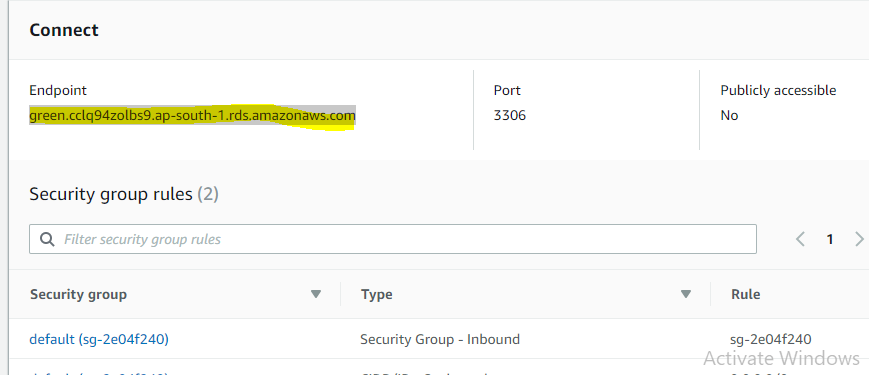 Connect
Endpoint Port Publicly accessible
green.cclq94zolbs9.ap-south-1.rds.amazonaws.com 3306 No
Security group rules (2)
Filter security group rules
1
Security group Type Rule
default (sg-2e04f240) Security Group - Inbound sg-2e04f240
Activate Windows